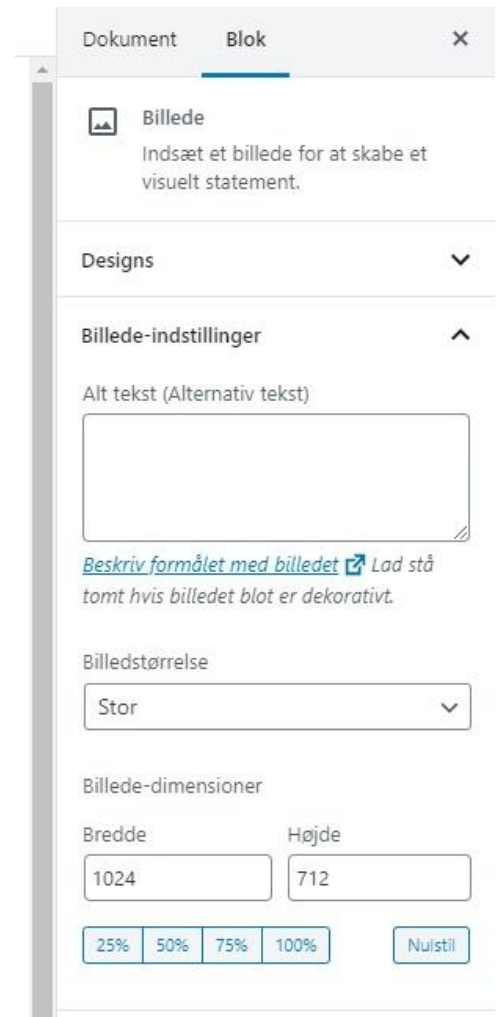 Dokument Blok
Billede
Indsæt et billede for at skabe et
visuelt statement.
Designs
Billede-indstillinger
Alt tekst (Alternativ tekst)
Beskriv formålet med billedet Lad stå
tomt hvis billedet blot er dekorativt.
Billedstørrelse
Stor
Billede-dimensioner
Bredde Højde
1024 712
25% 50% 75% 100% Nulstil